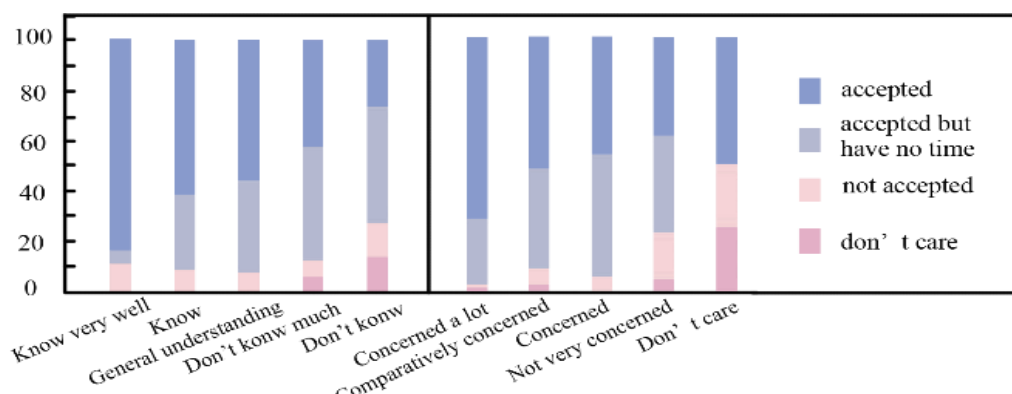 100
80
60
40
20
0
Know very well
Know
General understanding
Don't konw much
Don't konw
Concerned a lot
Comparatively concerned
Concerned
Not very concerned
Don' t care
accepted
accepted but
have no time
not accepted
don' t care